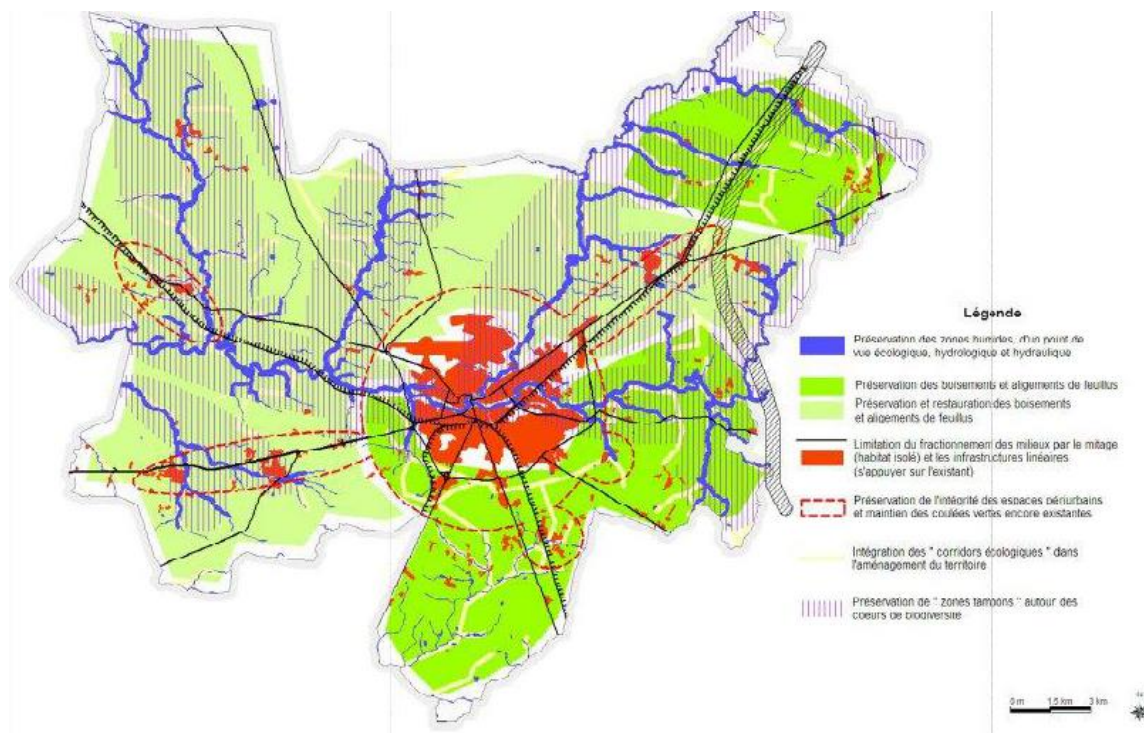 Légende
Préservation des zones humides, d'un point de
vue écologique, hydrologique et hydraulique
Préservation des boisements et aligements de feuillus
Préservation et restauration des boisements
et aligements de feuillus
Limitation du fractionnement des milieux par le mitage
(habitat isolé) et les infrastructures linéaires
(s'appuyer sur l'existant)
Préservation de l'intégrité des espaces périurbains
et maintien des coulées vertes encore existantes
Intégration des " corridors écologiques " dans
l'aménagement du territoire
Préservation de " zones tampons " autour des
coeurs de biodiversité
0 m 1.5 km 3 km